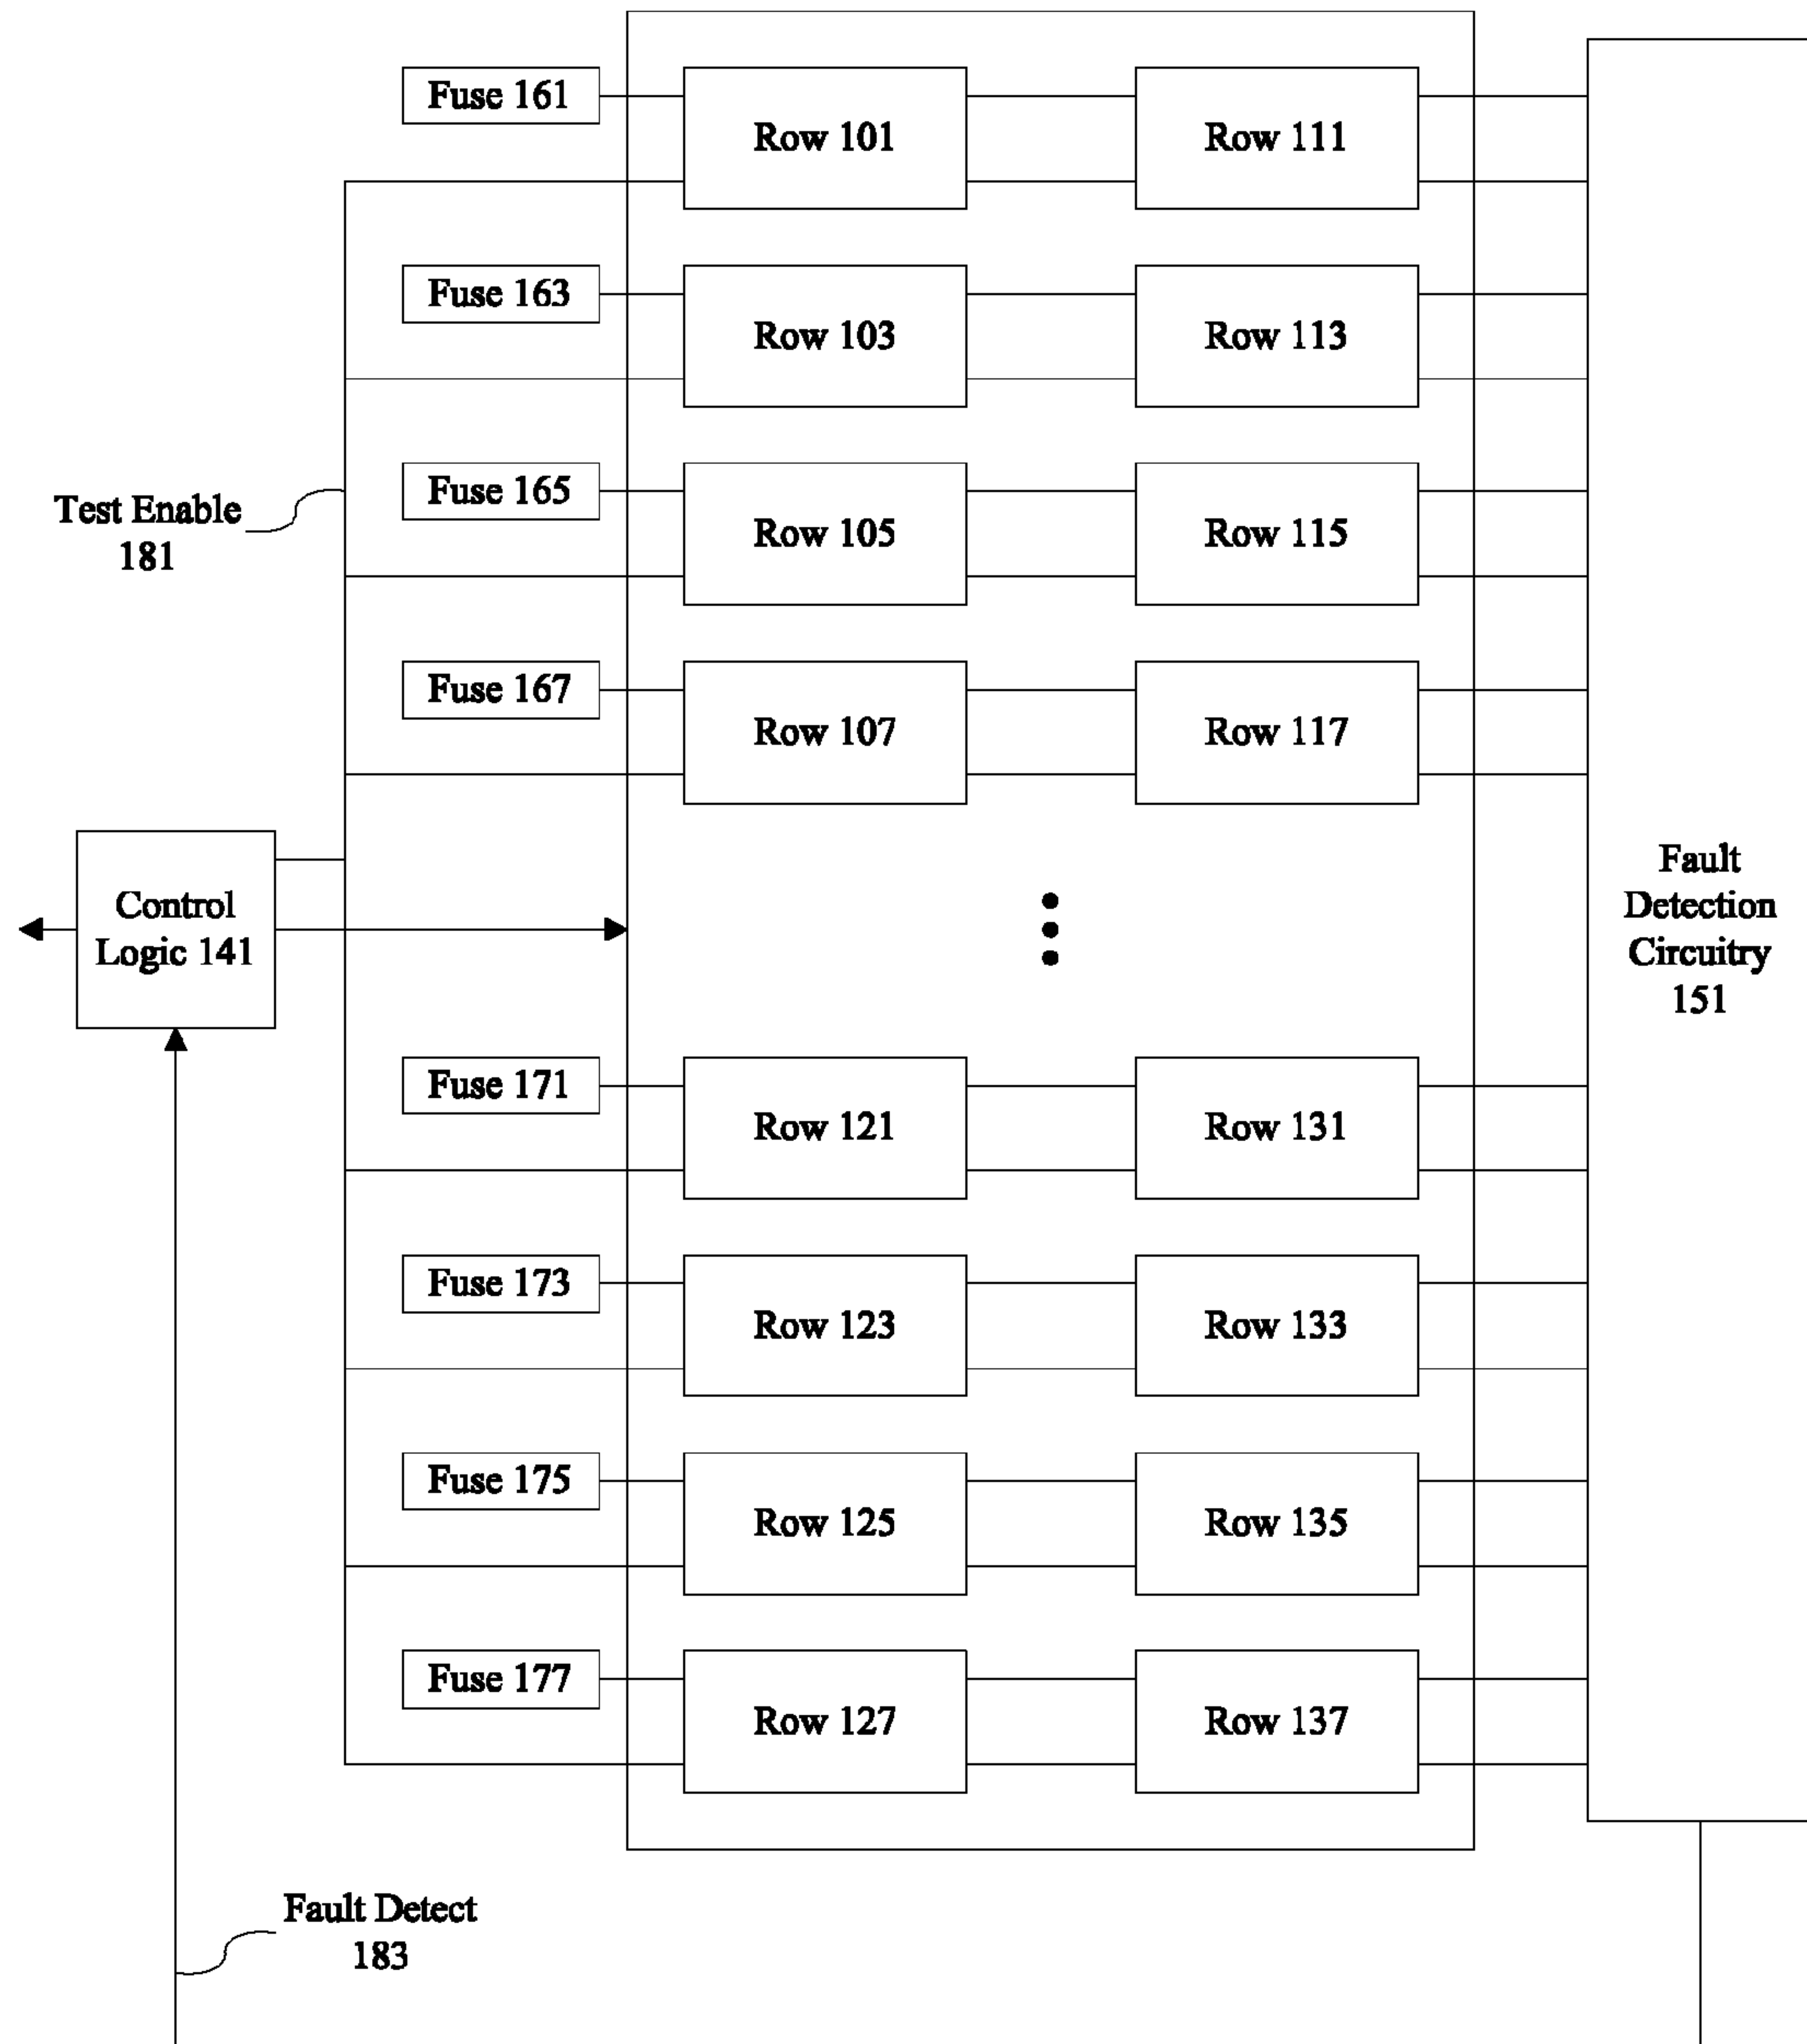 Fuse 161
Row 101
Row 111
Fuse 163
Row 103
Row 113
Test Enable
181
Fuse 165
Row 105
Row 115
Fuse 167
Row 107
Row 117
Control
Logic 141
Fault
Detection
Circuitry
151
Fuse 171
Row 121
Row 131
Fuse 173
Row 123
Row 133
Fuse 175
Row 125
Row 135
Fuse 177
Row 127
Row 137
Fault Detect
183